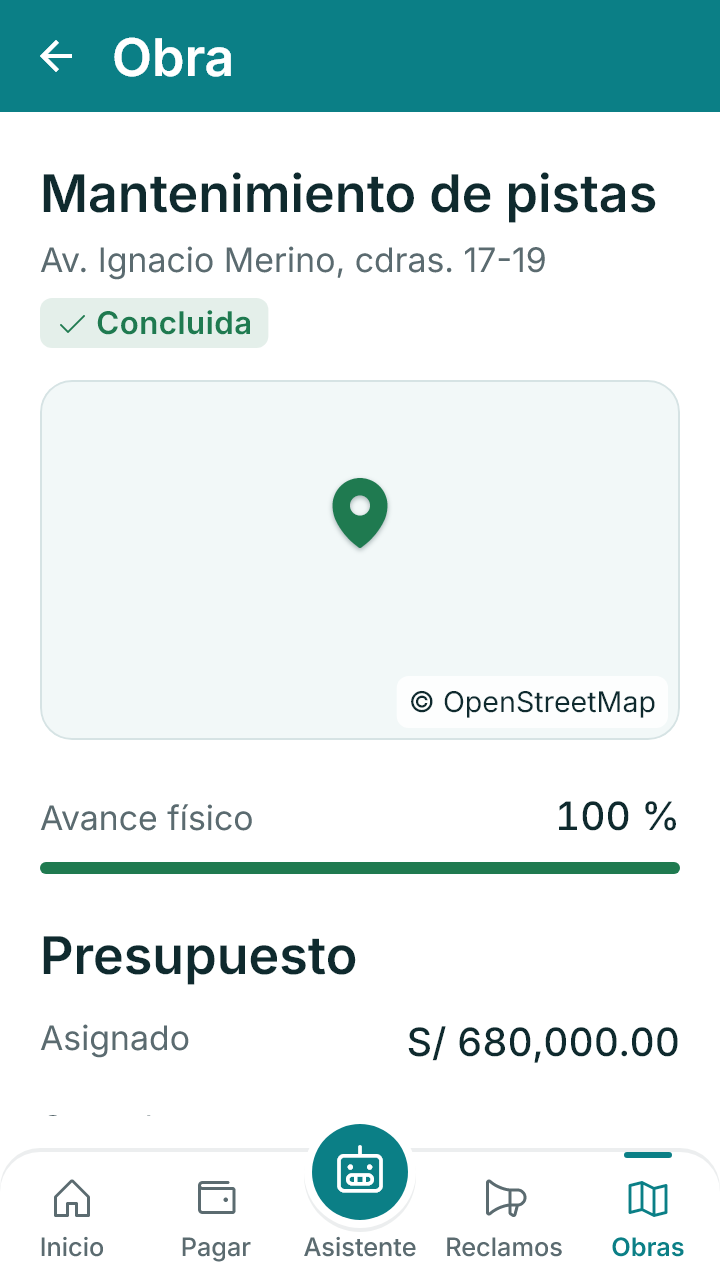 Obra
Mantenimiento de pistas
Av. Ignacio Merino, cdras. 17-19
Concluida
© OpenStreetMap
Avance físico 100 %
Presupuesto
Asignado S/ 680,000.00
Inicio Pagar Asistente Reclamos Obras